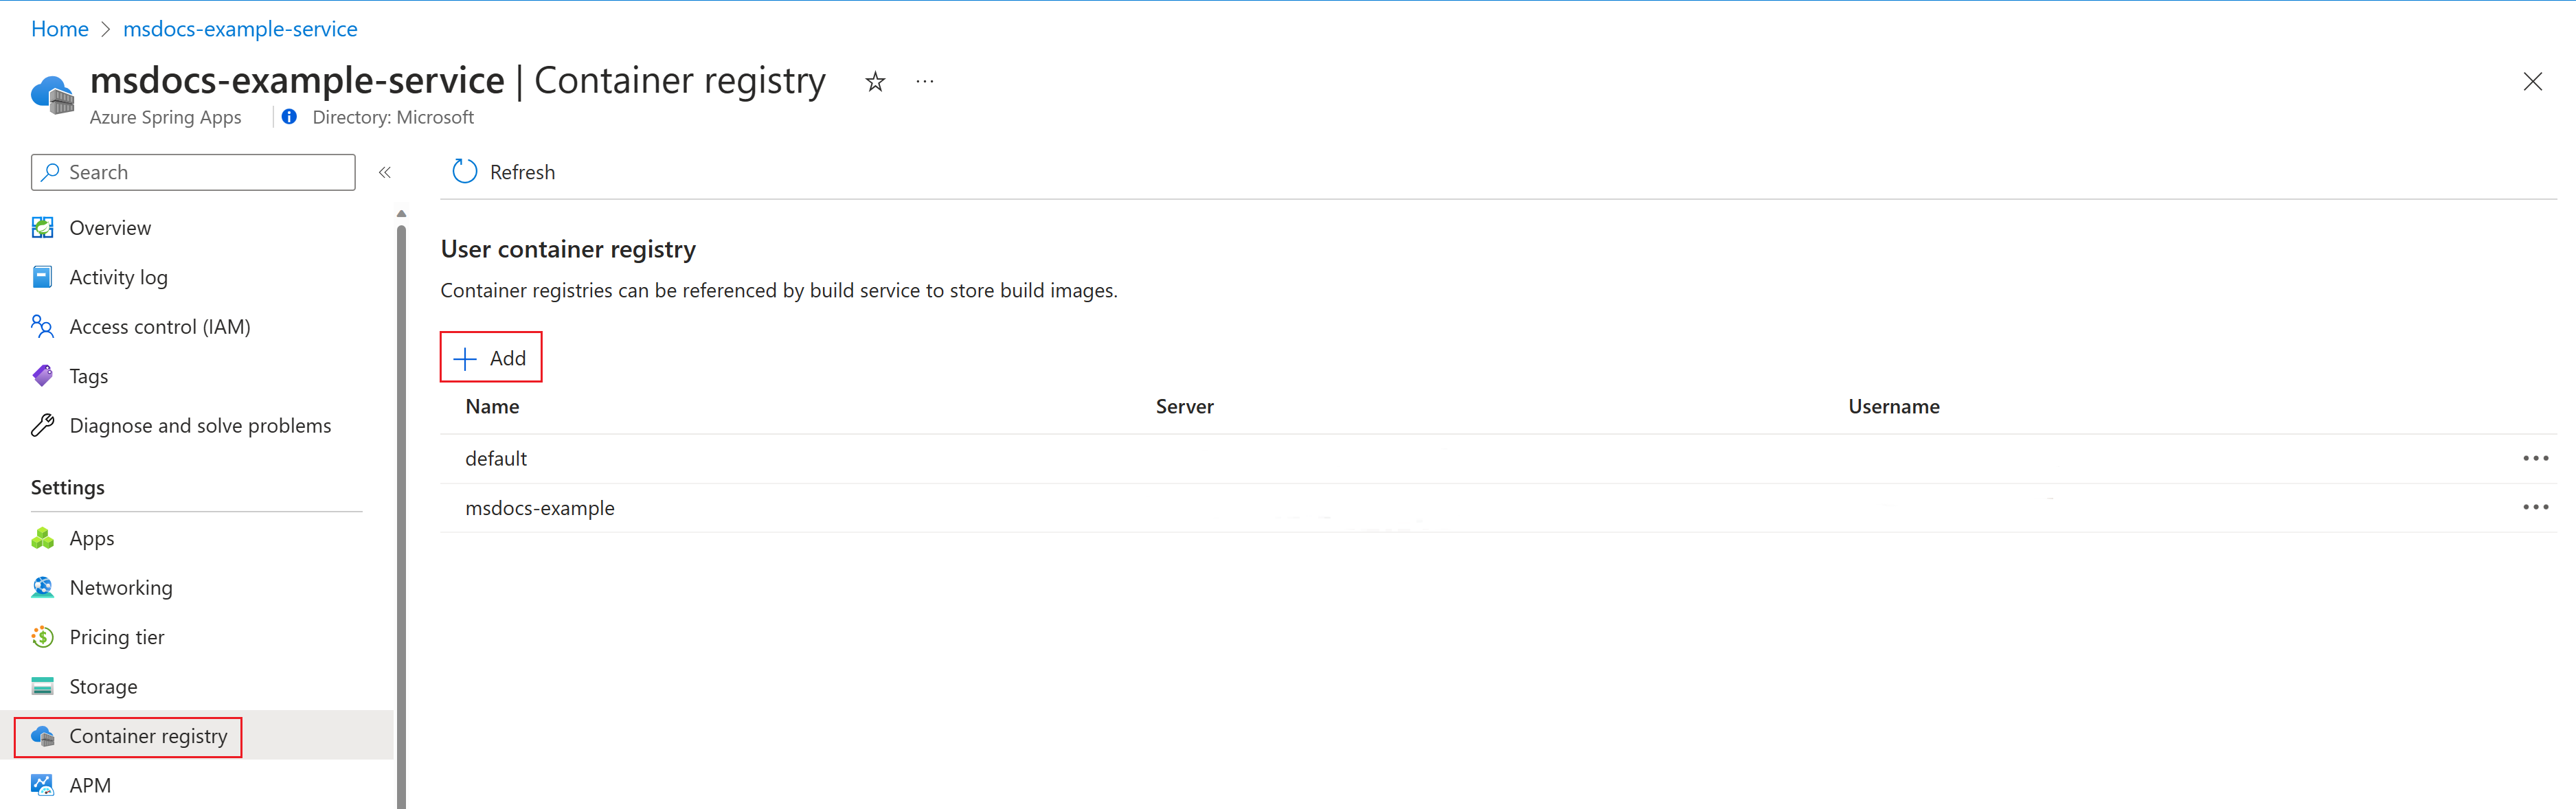 Home > msdocs-example-service
msdocs-example-service | Container registry
Azure Spring Apps | Directory: Microsoft
Search
Refresh
Overview
Activity log
Access control (IAM)
Tags
Diagnose and solve problems
Settings
Apps
Networking
Pricing tier
Storage
Container registry
APM
User container registry
Container registries can be referenced by build service to store build images.
Add
Name Server Username
default
msdocs-example